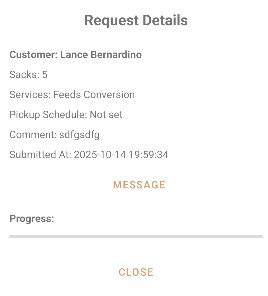 Request Details
Customer: Lance Bernardino
Sacks: 5
Services: Feeds Conversion
Pickup Schedule: Not set
Comment: sdfgsdfg
Submitted At: 2025-10-14 19:59:34
MESSAGE
Progress:
CLOSE